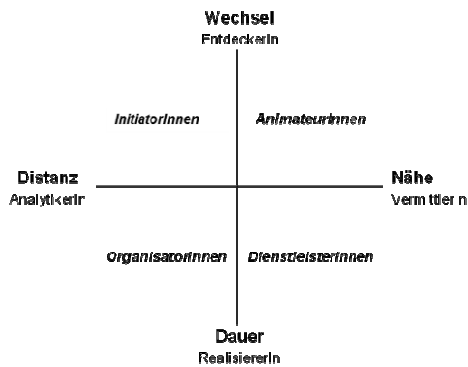 Wechsel
EntdeckerIn
InitiatorInnen
AnimateurInnen
Distanz
AnalytikerIn
Nähe
VermittlerIn
OrganisatorInnen
DienstleisterInnen
Dauer
RealisiererIn